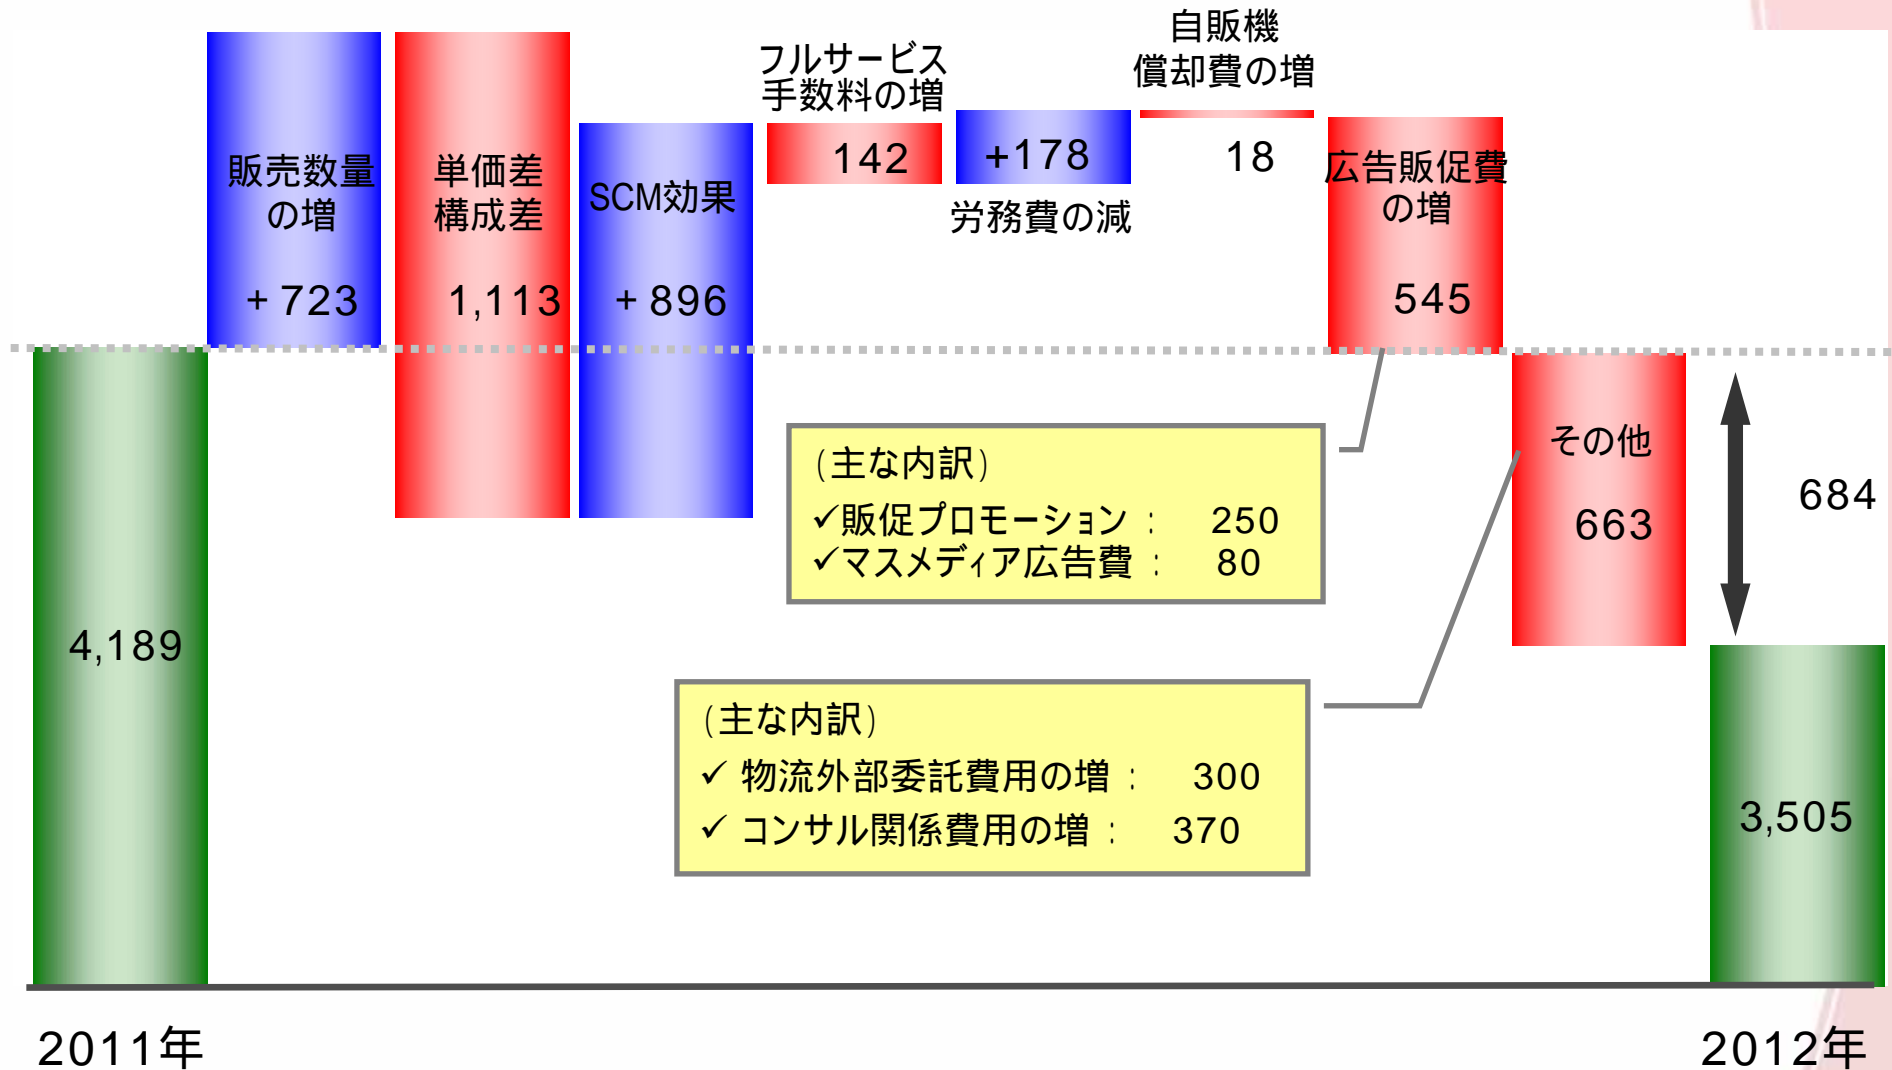 販売数量
の増
+ 723
単価差
構成差
1,113
SCM効果
+ 896
フルサービス
手数料の増
142
+178
労務費の減
自販機
償却費の増
18
広告販促費
の増
545
その他
663
684
(主な内訳)
✓販促プロモーション : 250
✓マスメディア広告費 : 80
(主な内訳)
✓ 物流外部委託費用の増 : 300
✓ コンサル関係費用の増 : 370
4,189
3,505
2011年
2012年